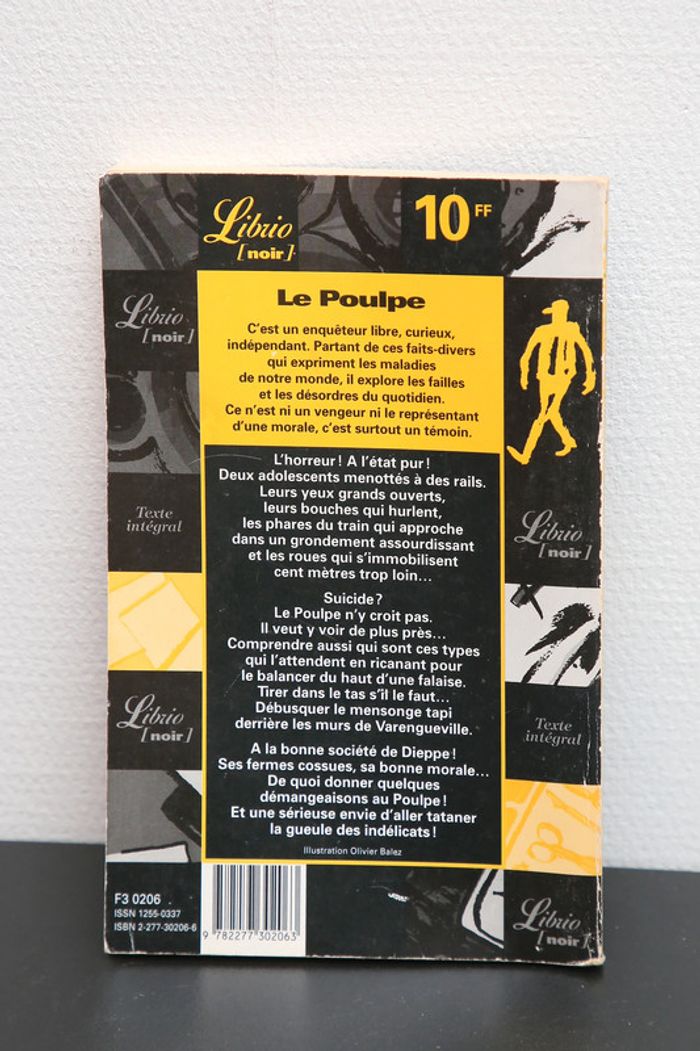 Librio
[noir]
10 FF
Le Poulpe
C'est un enquêteur libre, curieux,
indépendant. Partant de ces faits-divers
qui expriment les maladies
de notre monde, il explore les failles
et les désordres du quotidien.
Ce n'est ni un vengeur ni le représentant
d'une morale, c'est surtout un témoin.
L'horreur ! A l'état pur !
Deux adolescents menottés à des rails.
Leurs yeux grands ouverts,
leurs bouches qui hurlent,
les phares du train qui approche
dans un grondement assourdissant
et les roues qui s'immobilisent
cent mètres trop loin...
Suicide ?
Le Poulpe n'y croit pas.
Il veut y voir de plus près...
Comprendre aussi qui sont ces types
qui l'attendent en ricanant pour
le balancer du haut d'une falaise.
Tirer dans le tas s'il le faut...
Débusquer le mensonge tapi
derrière les murs de Varengueville.
A la bonne société de Dieppe !
Ses fermes cossues, sa bonne morale...
De quoi donner quelques
démangeaisons au Poulpe !
Et une sérieuse envie d'aller tataner
la gueule des indélicats !
Illustration Olivier Balez
Librio
[noir]
Texte
intégral
Librio
[noir]
Librio
[noir]
Texte
intégral
Librio
[noir]
F3 0206
ISSN 1255-0337
ISBN 2-277-30206-6
9 782277 302063